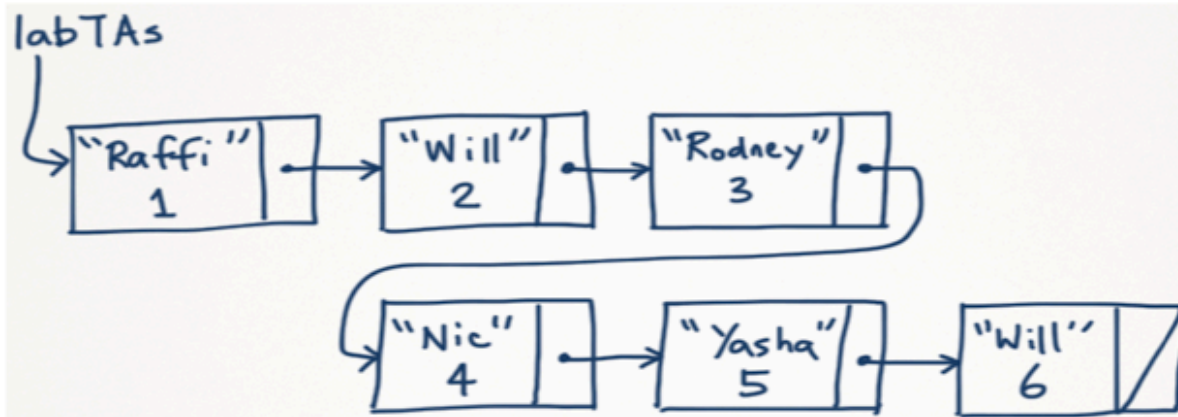 labTAs
"Raffi" "Will" "Rodney"
1 2 3
"Nic" "Yasha" "Will"
4 5 6